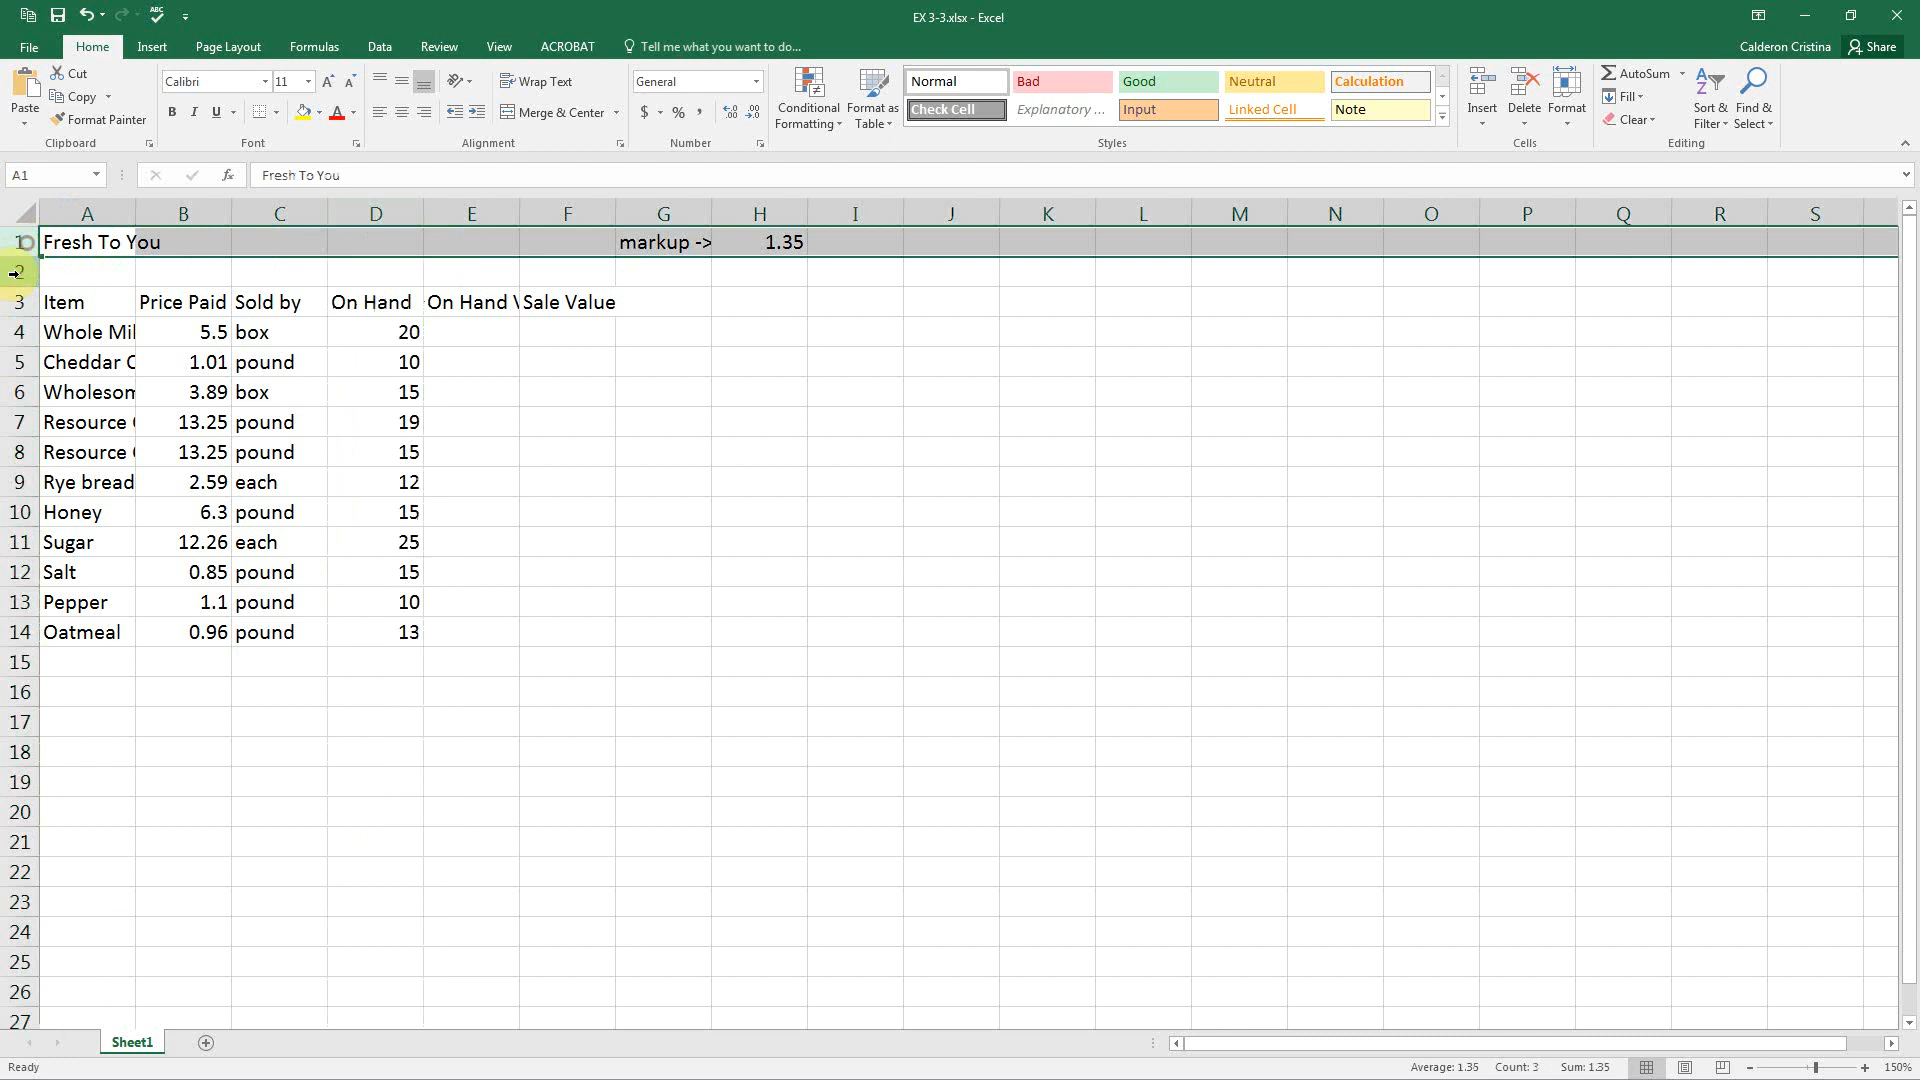 EX 3-3.xlsx - Excel
File Home Insert Page Layout Formulas Data Review View ACROBAT Tell me what you want to do... Calderon Cristina Share
Paste
Cut
Copy
Format Painter
Clipboard
Calibri 11
B I U
Font
Wrap Text
Merge & Center
Alignment
General
$ % ,
Number
Conditional Formatting
Format as Table
Normal Bad Good Neutral Calculation
Check Cell Explanatory ... Input Linked Cell Note
Styles
Insert Delete Format
Cells
AutoSum
Fill
Clear
Sort & Filter
Find & Select
Editing
A1 fx Fresh To You
A B C D E F G H I J K L M N O P Q R S
1 Fresh To You markup -> 1.35
2
3 Item Price Paid Sold by On Hand On Hand V Sale Value
4 Whole Mil 5.5 box 20
5 Cheddar C 1.01 pound 10
6 Wholesom 3.89 box 15
7 Resource 13.25 pound 19
8 Resource 13.25 pound 15
9 Rye bread 2.59 each 12
10 Honey 6.3 pound 15
11 Sugar 12.26 each 25
12 Salt 0.85 pound 15
13 Pepper 1.1 pound 10
14 Oatmeal 0.96 pound 13
15
16
17
18
19
20
21
22
23
24
25
26
27
Sheet1
Ready Average: 1.35 Count: 3 Sum: 1.35 150%